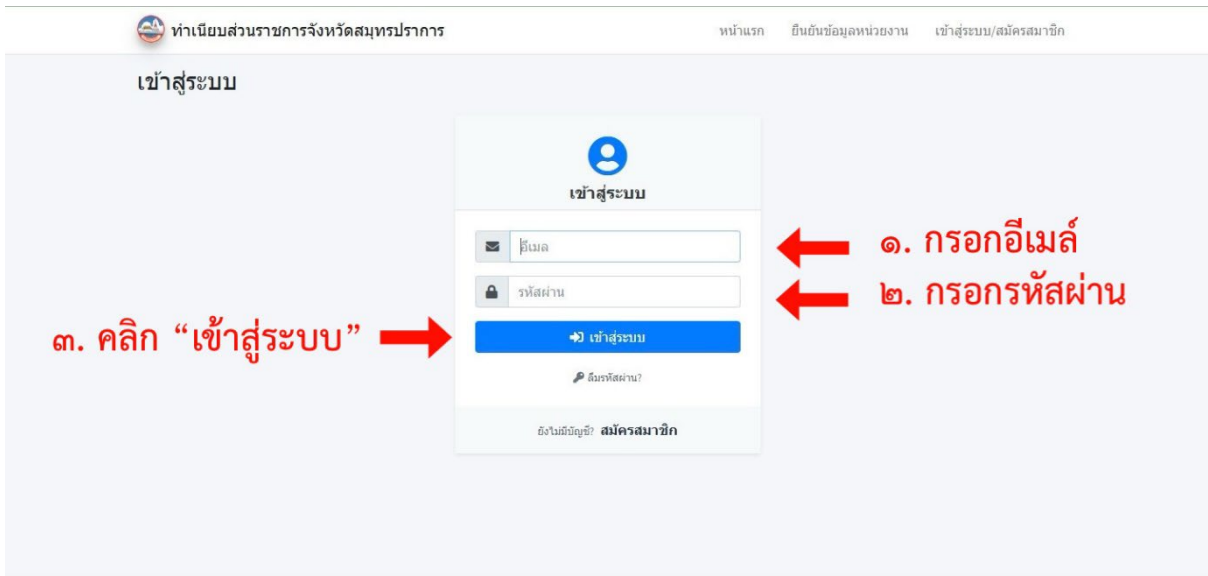 ทำเนียบส่วนราชการจังหวัดสมุทรปราการ
หน้าแรก ยืนยันข้อมูลหน่วยงาน เข้าสู่ระบบ/สมัครสมาชิก
เข้าสู่ระบบ
เข้าสู่ระบบ
อีเมล
๑. กรอกอีเมล์
รหัสผ่าน
๒. กรอกรหัสผ่าน
๓. คลิก “เข้าสู่ระบบ”
เข้าสู่ระบบ
ลืมรหัสผ่าน?
ยังไม่มีบัญชี? สมัครสมาชิก